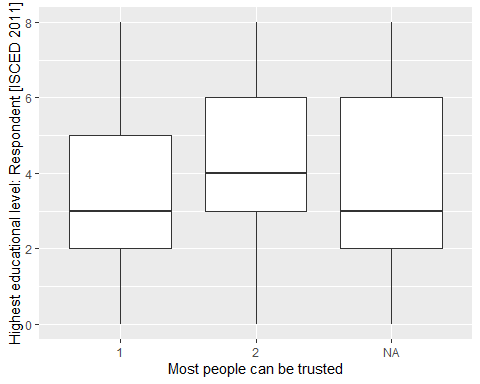 Highest educational level: Respondent [ISCED 2011]
8
6
4
2
0
1 2 NA
Most people can be trusted